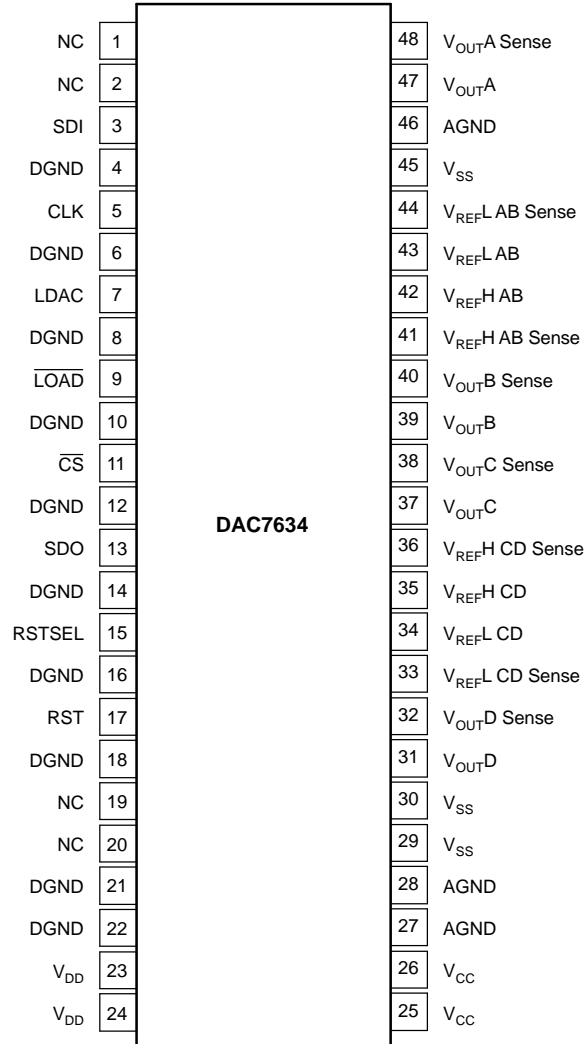 NC 1 48 VOUTA Sense
NC 2 47 VOUTA
SDI 3 46 AGND
DGND 4 45 VSS
CLK 5 44 VREFL AB Sense
DGND 6 43 VREFL AB
LDAC 7 42 VREFH AB
DGND 8 41 VREFH AB Sense
LOAD 9 40 VOUTB Sense
DGND 10 39 VOUTB
CS 11 38 VOUTC Sense
DGND 12 37 VOUTC
DAC7634
SDO 13 36 VREFH CD Sense
DGND 14 35 VREFH CD
RSTSEL 15 34 VREFL CD
DGND 16 33 VREFL CD Sense
RST 17 32 VOUTD Sense
DGND 18 31 VOUTD
NC 19 30 VSS
NC 20 29 VSS
DGND 21 28 AGND
DGND 22 27 AGND
VDD 23 26 VCC
VDD 24 25 VCC